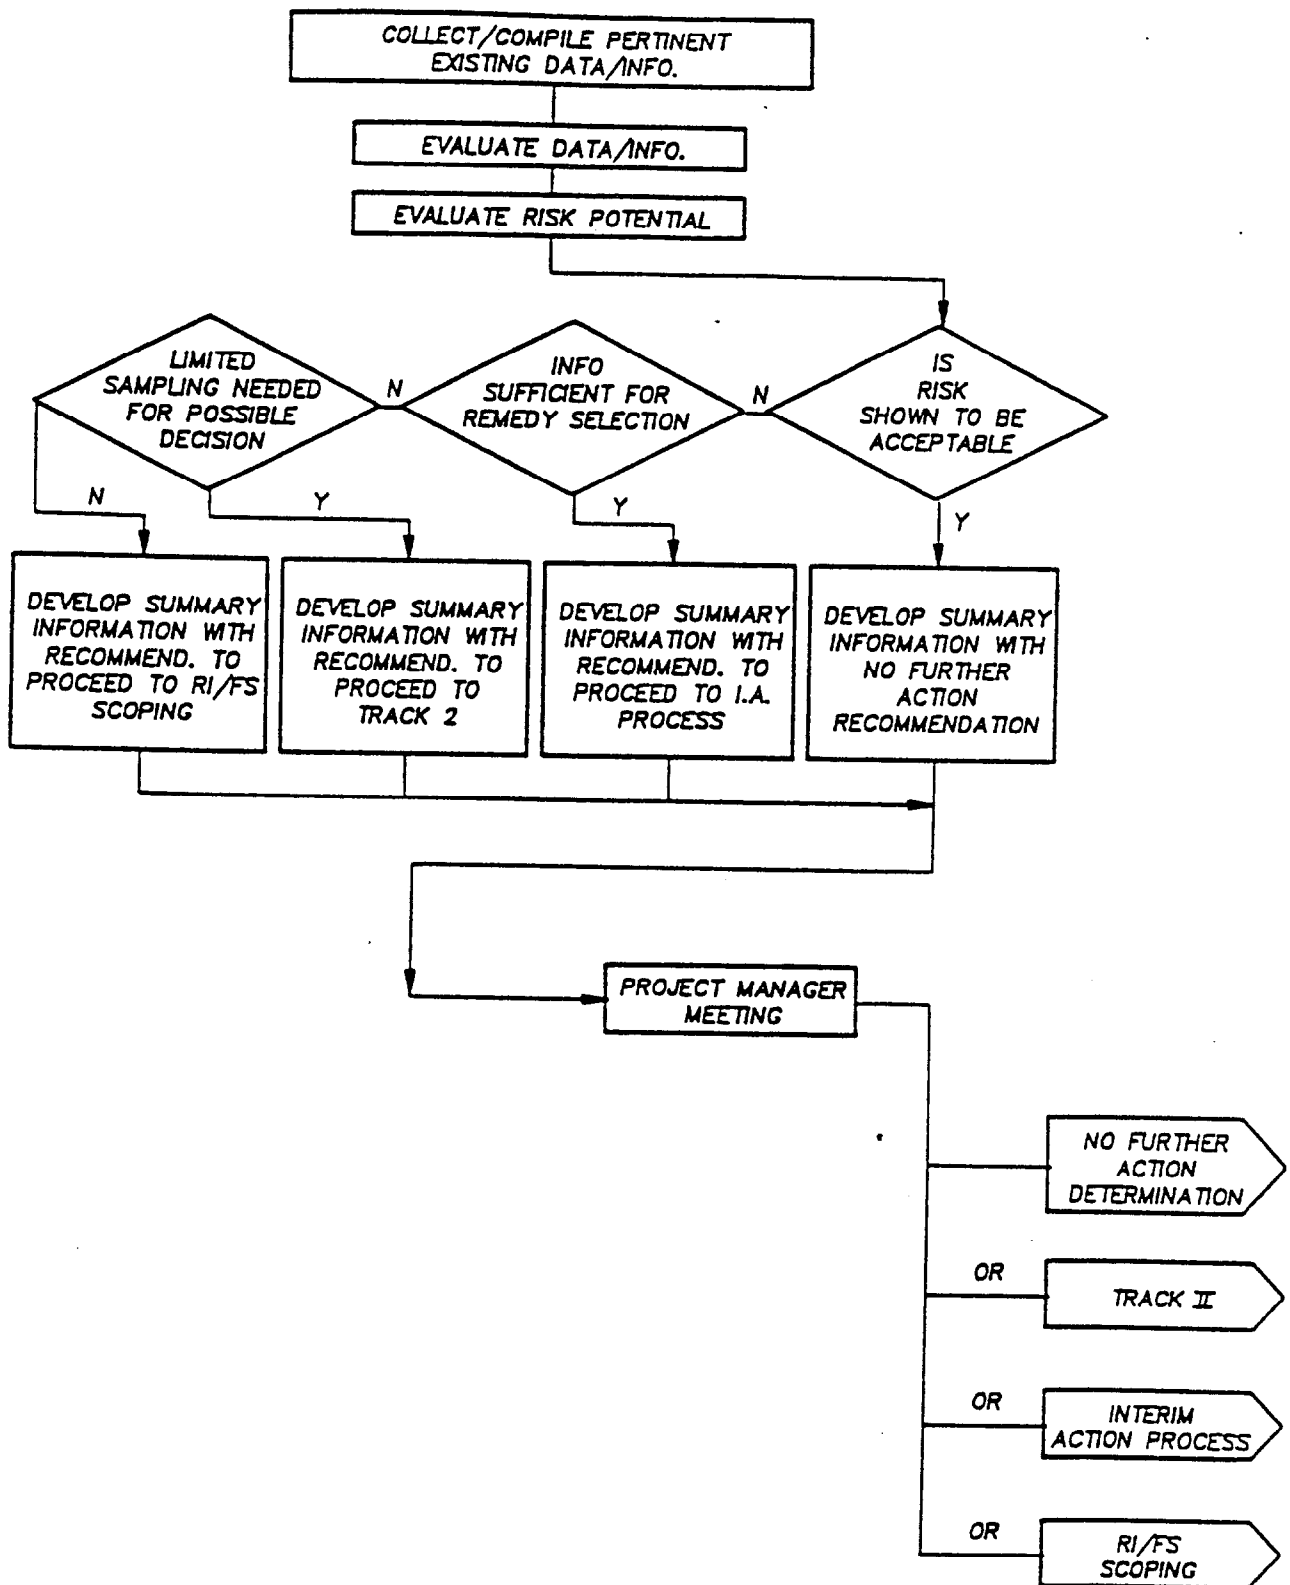 COLLECT/COMPILE PERTINENT
EXISTING DATA/INFO.
EVALUATE DATA/INFO.
EVALUATE RISK POTENTIAL
LIMITED
SAMPLING NEEDED
FOR POSSIBLE
DECISION
N
INFO
SUFFICIENT FOR
REMEDY SELECTION
N
IS
RISK
SHOWN TO BE
ACCEPTABLE
N
Y
Y
Y
DEVELOP SUMMARY
INFORMATION WITH
RECOMMEND. TO
PROCEED TO RI/FS
SCOPING
DEVELOP SUMMARY
INFORMATION WITH
RECOMMEND. TO
PROCEED TO
TRACK 2
DEVELOP SUMMARY
INFORMATION WITH
RECOMMEND. TO
PROCEED TO I.A.
PROCESS
DEVELOP SUMMARY
INFORMATION WITH
NO FURTHER
ACTION
RECOMMENDATION
PROJECT MANAGER
MEETING
NO FURTHER
ACTION
DETERMINATION
OR
TRACK II
OR
INTERIM
ACTION PROCESS
OR
RI/FS
SCOPING